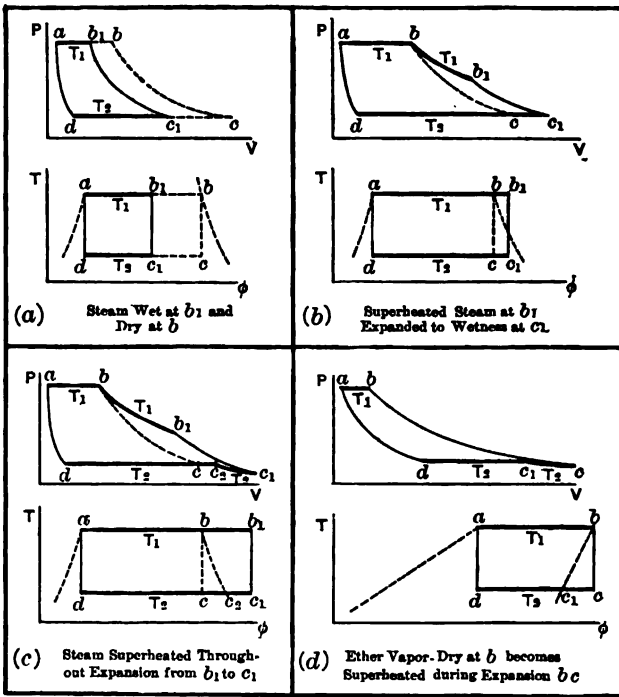 P a b₁ b
T₁
T₂
d c₁ c
V
T a b₁ b
T₁
d T₂ c₁ c
ϕ
(a) Steam Wet at b₁ and
Dry at b
P a b
T₁ T₁
b₁
d T₂ c c₁
V
T a b b₁
T₁
d T₂ c c₁
ϕ
(b) Superheated Steam at b₁
Expanded to Wetness at c₁
P a b
T₁ T₁
b₁
d T₂ c c₂ T₂ c₁
V
T a b b₁
T₁
d T₂ c c₂ c₁
ϕ
(c) Steam Superheated Through-
out Expansion from b₁ to c₁
P a b
T₁
d T₂ c₁ T₂ c
V
T a b
T₁
d T₂ c₁ c
ϕ
(d) Ether Vapor-Dry at b becomes
Superheated during Expansion bc